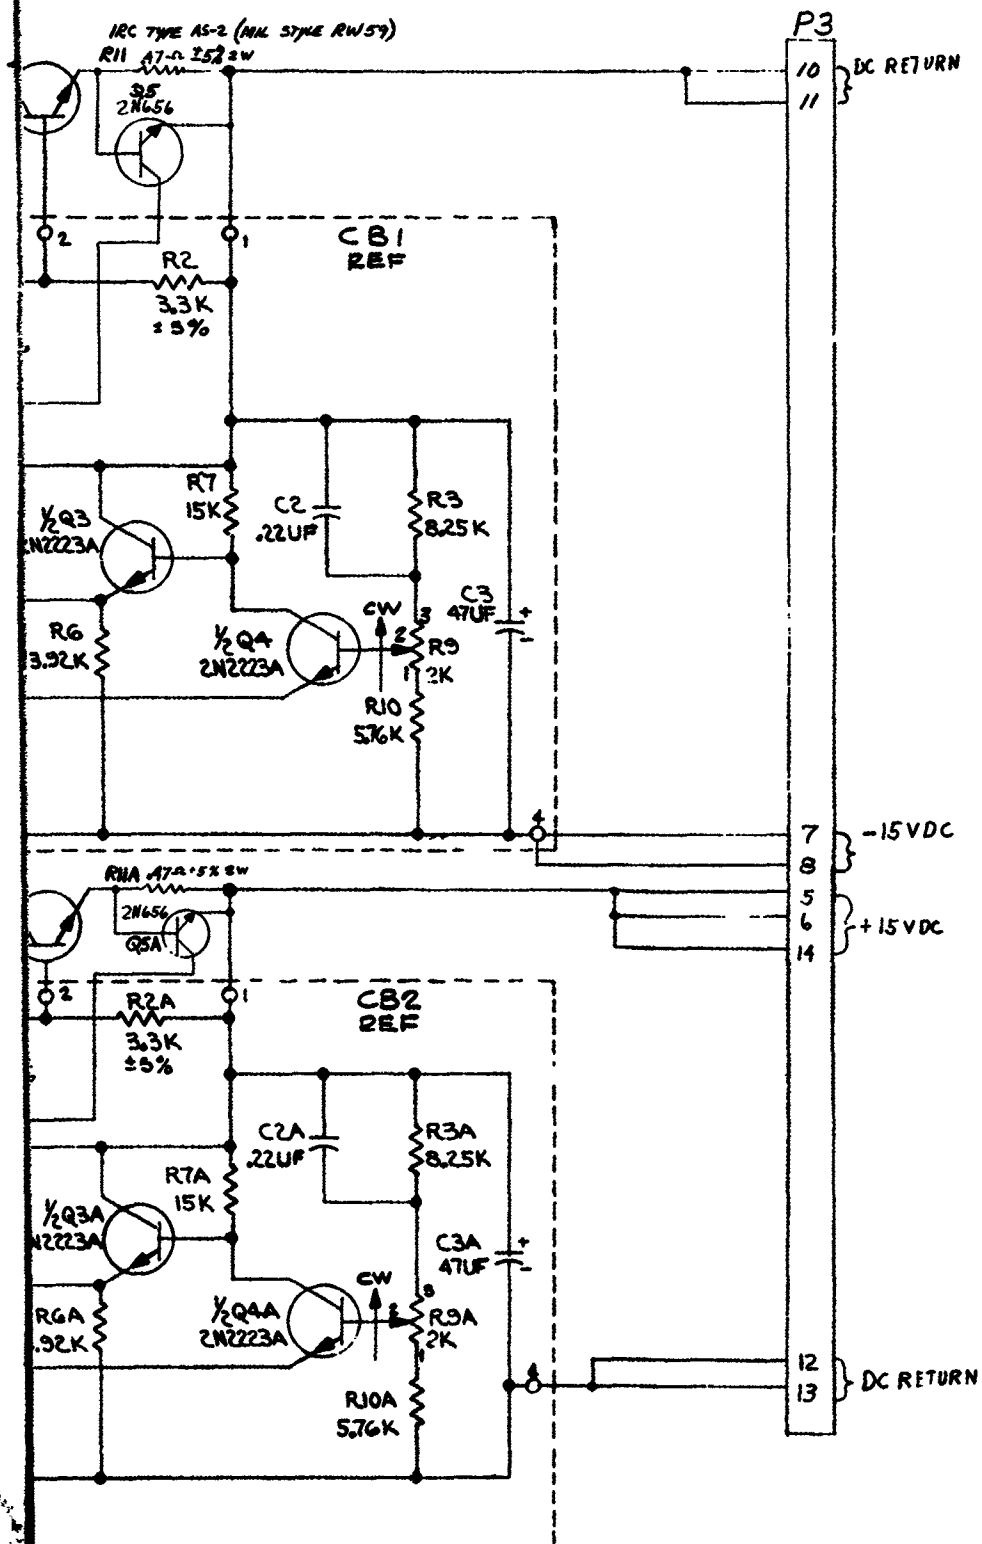 P3
IRC TYPE AS-2 (MIL STYLE RW59)
R11 .47-Ω ±5% 2W
Q5
2N656
10
11
DC RETURN
2
1
CB1
REF
R2
3.3K
±5%
R7
15K
C2
.22UF
R3
8.25K
½Q3
2N2223A
C3
47UF
+
-
CW
3
2
1
R9
2K
½Q4
2N2223A
R6
3.92K
R10
5.76K
4
7
8
-15VDC
R11A .47-Ω ±5% 2W
2N656
Q5A
5
6
14
+15VDC
2
1
CB2
REF
R2A
3.3K
±5%
C2A
.22UF
R3A
8.25K
R7A
15K
½Q3A
N2223A
C3A
47UF
+
-
CW
3
2
1
R9A
2K
½Q4A
2N2223A
R6A
.92K
R10A
5.76K
4
12
13
DC RETURN